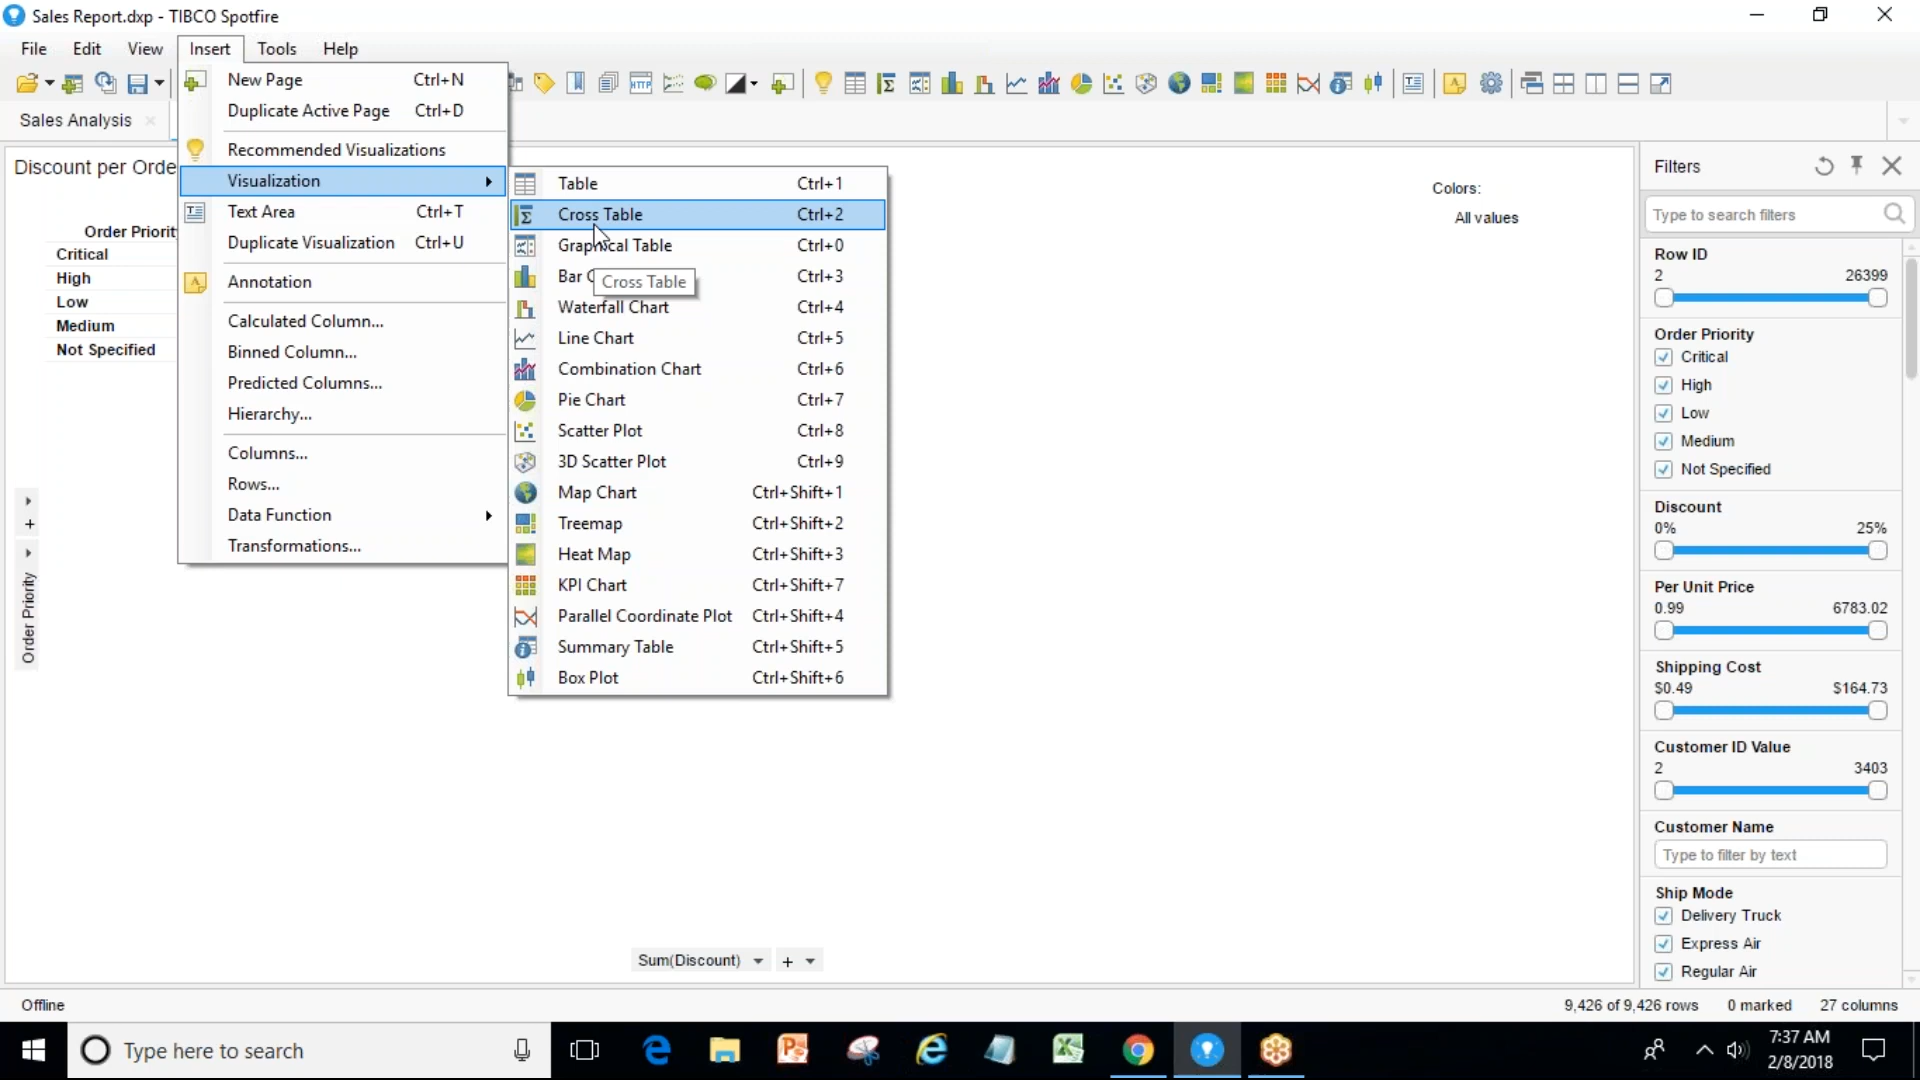 Sales Report.dxp - TIBCO Spotfire
File Edit View Insert Tools Help
Sales Analysis
New Page Ctrl+N
Duplicate Active Page Ctrl+D
Recommended Visualizations
Visualization
Text Area Ctrl+T
Duplicate Visualization Ctrl+U
Annotation
Calculated Column...
Binned Column...
Predicted Columns...
Hierarchy...
Columns...
Rows...
Data Function
Transformations...
Table Ctrl+1
Cross Table Ctrl+2
Graphical Table Ctrl+0
Bar C Ctrl+3
Cross Table
Waterfall Chart Ctrl+4
Line Chart Ctrl+5
Combination Chart Ctrl+6
Pie Chart Ctrl+7
Scatter Plot Ctrl+8
3D Scatter Plot Ctrl+9
Map Chart Ctrl+Shift+1
Treemap Ctrl+Shift+2
Heat Map Ctrl+Shift+3
KPI Chart Ctrl+Shift+7
Parallel Coordinate Plot Ctrl+Shift+4
Summary Table Ctrl+Shift+5
Box Plot Ctrl+Shift+6
Discount per Orde
Order Priority
Critical
High
Low
Medium
Not Specified
+
Order Priority
Colors:
All values
Sum(Discount) +
Filters
Type to search filters
Row ID
2 26399
Order Priority
Critical
High
Low
Medium
Not Specified
Discount
0% 25%
Per Unit Price
0.99 6783.02
Shipping Cost
$0.49 $164.73
Customer ID Value
2 3403
Customer Name
Type to filter by text
Ship Mode
Delivery Truck
Express Air
Regular Air
Offline 9,426 of 9,426 rows 0 marked 27 columns
Type here to search
7:37 AM
2/8/2018